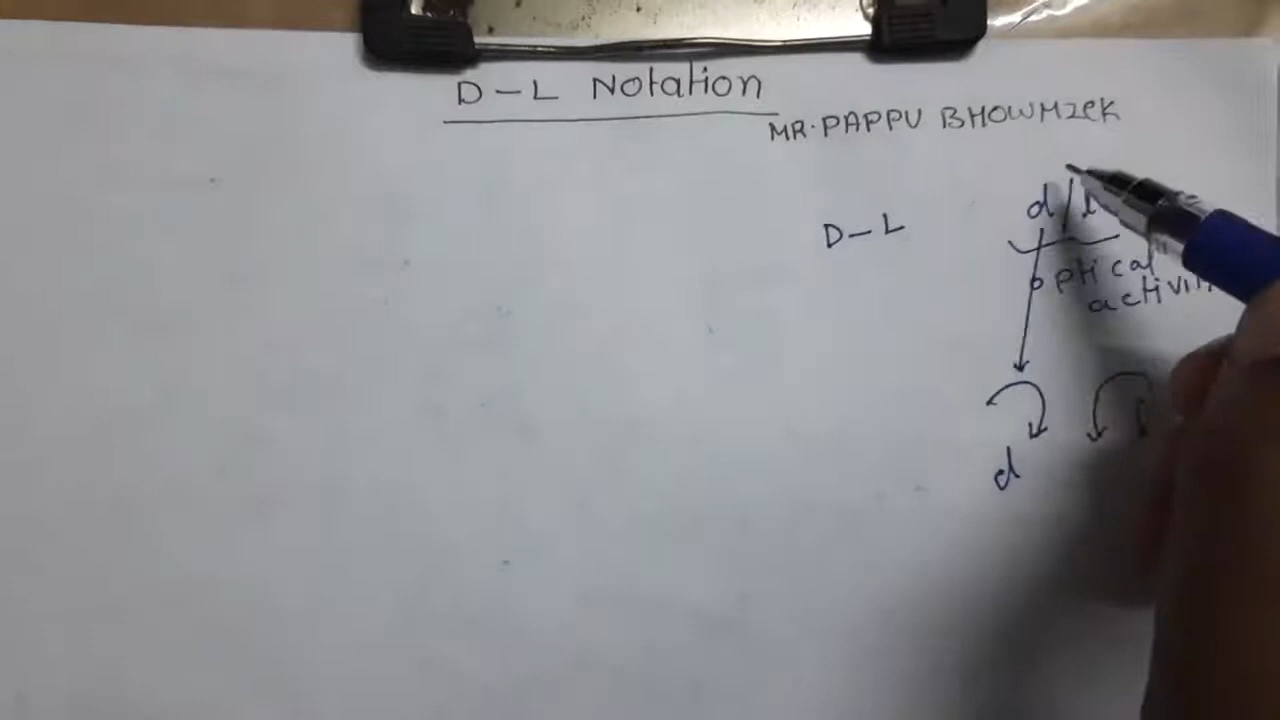 D-L Notation
MR.PAPPU BHOWMICK
D-L
d/l
optical
activity
d